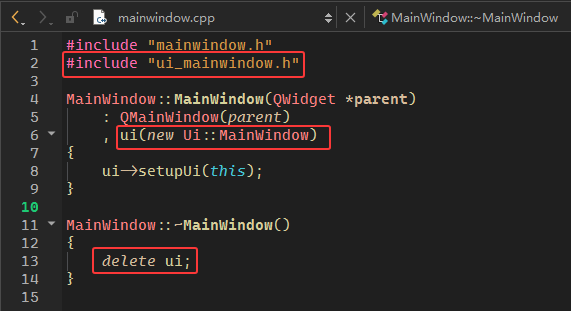 mainwindow.cpp MainWindow::~MainWindow
1 #include "mainwindow.h"
2 #include "ui_mainwindow.h"
3
4 MainWindow::MainWindow(QWidget *parent)
5     : QMainWindow(parent)
6     , ui(new Ui::MainWindow)
7 {
8     ui->setupUi(this);
9 }
10
11 MainWindow::~MainWindow()
12 {
13     delete ui;
14 }
15